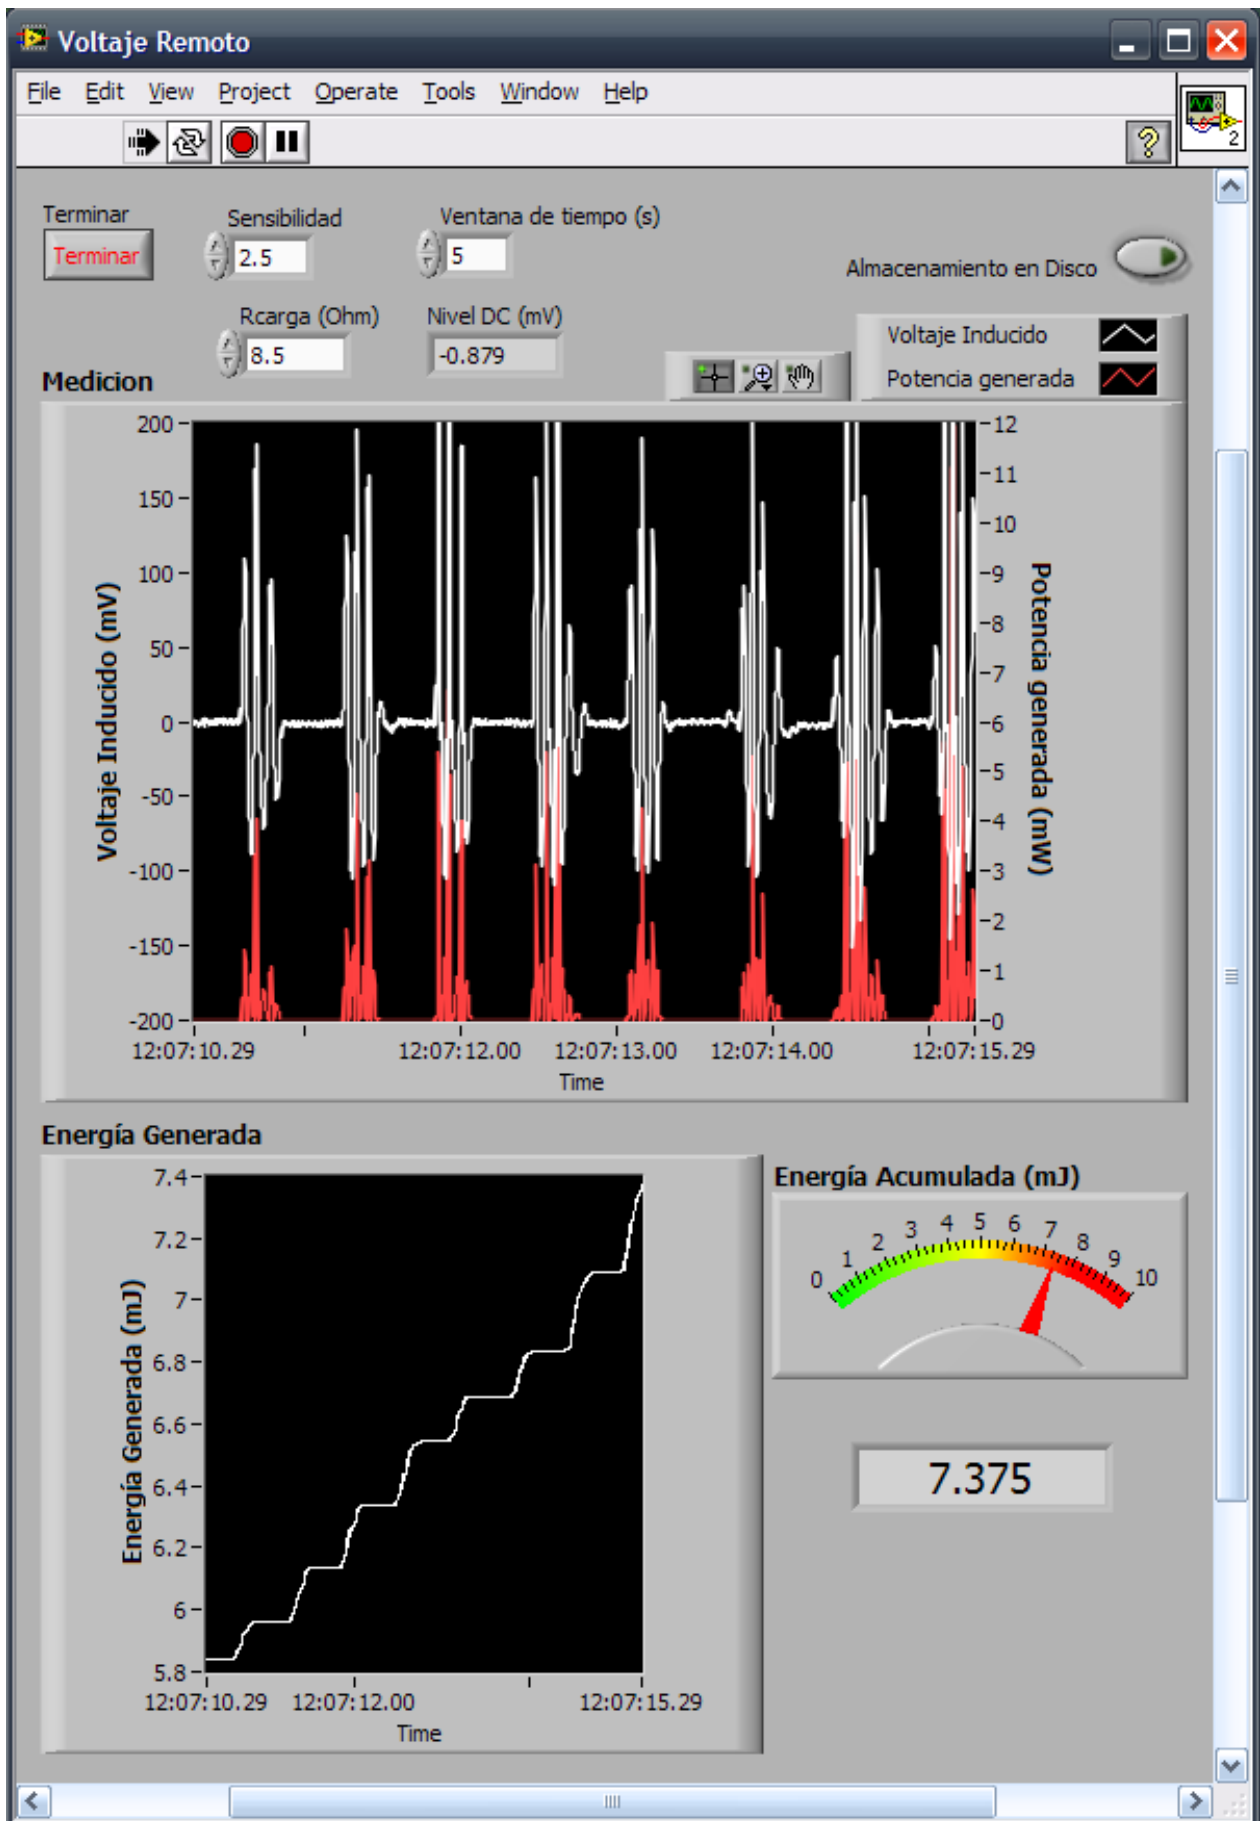 Voltaje Remoto
File Edit View Project Operate Tools Window Help
2
Terminar
Terminar
Sensibilidad
2.5
Ventana de tiempo (s)
5
Almacenamiento en Disco
Rcarga (Ohm)
8.5
Nivel DC (mV)
-0.879
Voltaje Inducido
Potencia generada
Medicion
Voltaje Inducido (mV)
200
150
100
50
0
-50
-100
-150
-200
12
11
10
9
8
7
6
5
4
3
2
1
0
Potencia generada (mW)
12:07:10.29 12:07:12.00 12:07:13.00 12:07:14.00 12:07:15.29
Time
Energía Generada
Energía Generada (mJ)
7.4
7.2
7
6.8
6.6
6.4
6.2
6
5.8
12:07:10.29 12:07:12.00 12:07:15.29
Time
Energía Acumulada (mJ)
0 1 2 3 4 5 6 7 8 9 10
7.375